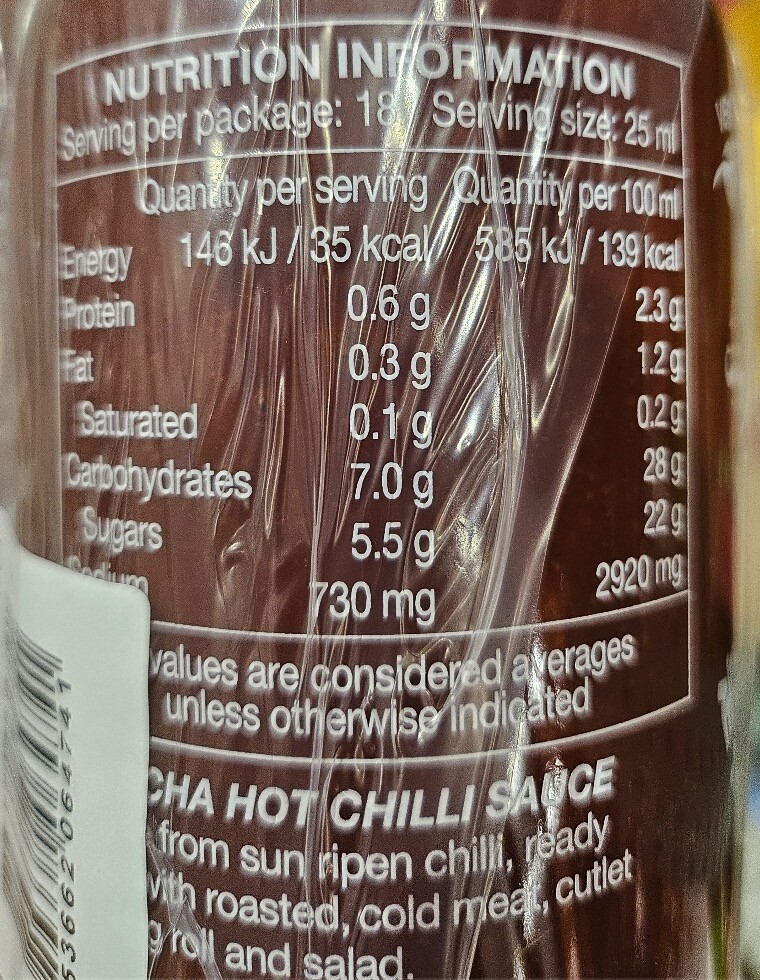 NUTRITION INFORMATION
Serving per package: 18 Serving size: 25 ml
Quantity per serving Quantity per 100 ml
Energy 146 kJ / 35 kcal 585 kJ / 139 kcal
Protein 0.6 g 2.3 g
Fat 0.3 g 1.2 g
Saturated 0.1 g 0.2 g
Carbohydrates 7.0 g 28 g
Sugars 5.5 g 22 g
Sodium 730 mg 2920 mg
values are considered averages
unless otherwise indicated
CHA HOT CHILLI SAUCE
from sun ripen chilli, ready
with roasted, cold meat, cutlet
g roll and salad.
53662064741